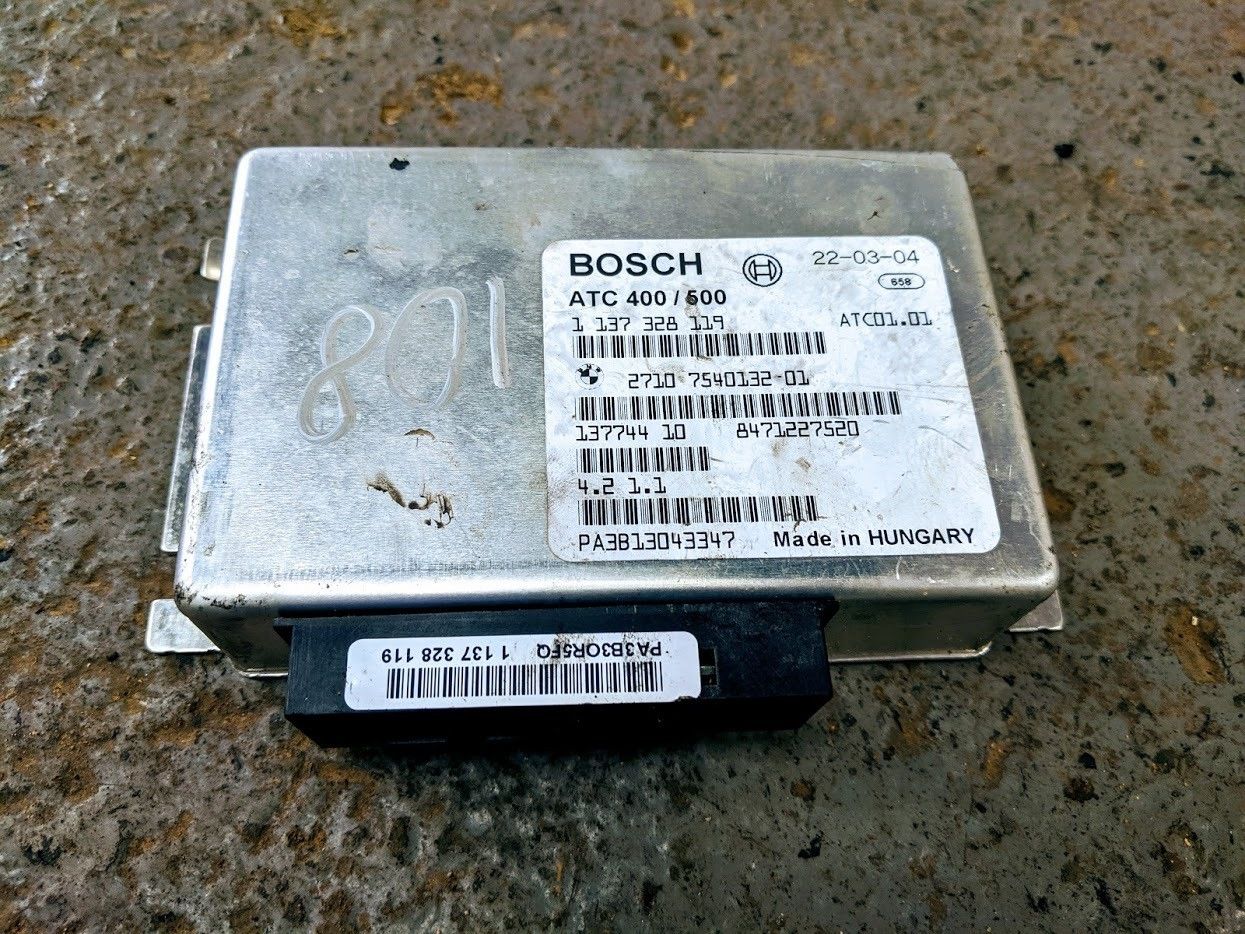 801
BOSCH 22-03-04
658
ATC 400 / 500
1 137 328 119 ATC01.01
2710 7540132-01
137744 10 8471227520
4.2 1.1
PA3B13043347 Made in HUNGARY
PA3B3QR5FQ 1 137 328 119